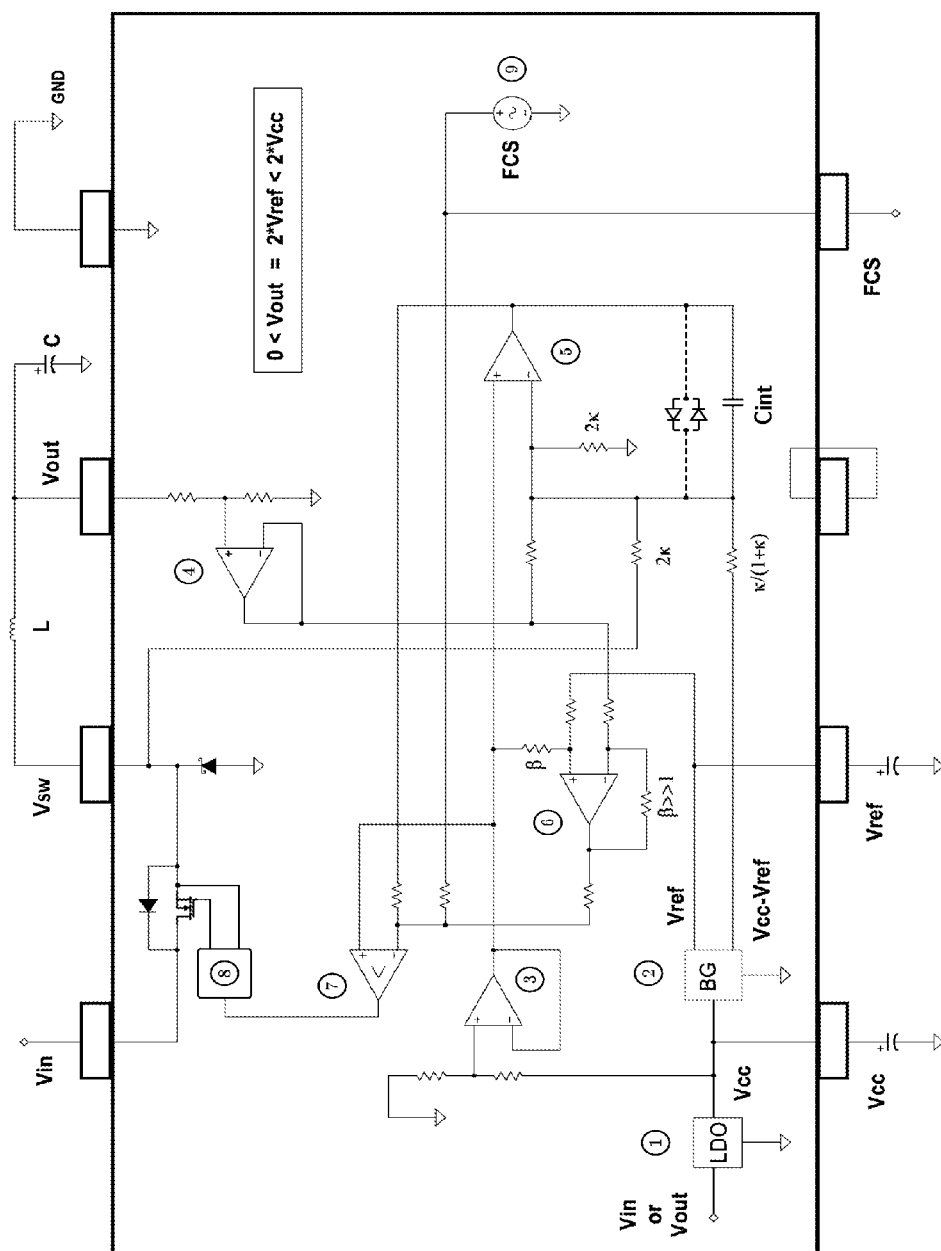 GND
C
Vout
L
Vsw
Vin
9
+
~
-
FCS
0 < Vout = 2*Vref < 2*Vcc
+
-
4
+
-
5
2κ
2κ
Cint
κ/(1+κ)
FCS
8
+
-
<
7
β
+
-
6
β>>1
+
-
3
Vref
Vcc-Vref
BG
2
Vcc
LDO
1
Vin
or
Vout
+
Vref
+
Vcc
+